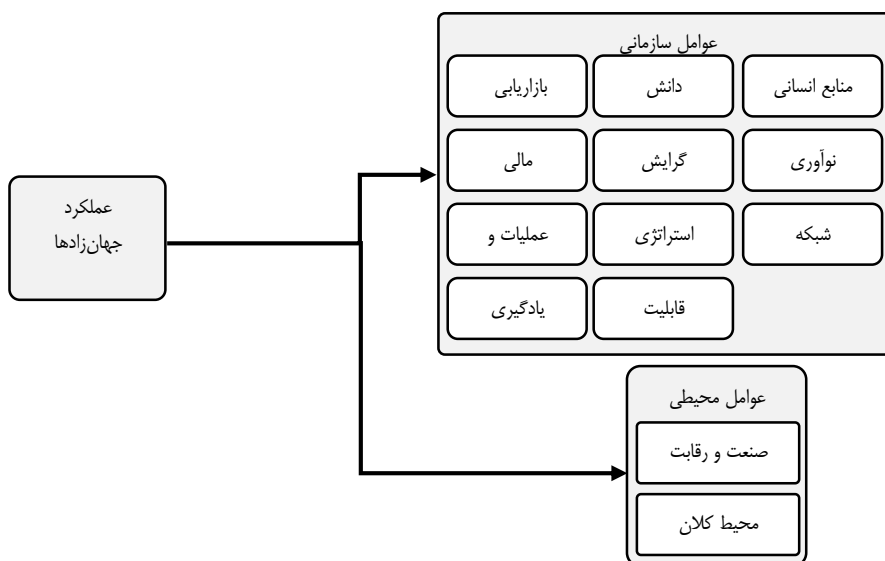 عوامل سازمانی
منابع انسانی
دانش
بازاریابی
نوآوری
گرایش
مالی
شبکه
استراتژی
عملیات و
قابلیت
یادگیری
عملکرد
جهان‌زادها
عوامل محیطی
صنعت و رقابت
محیط کلان